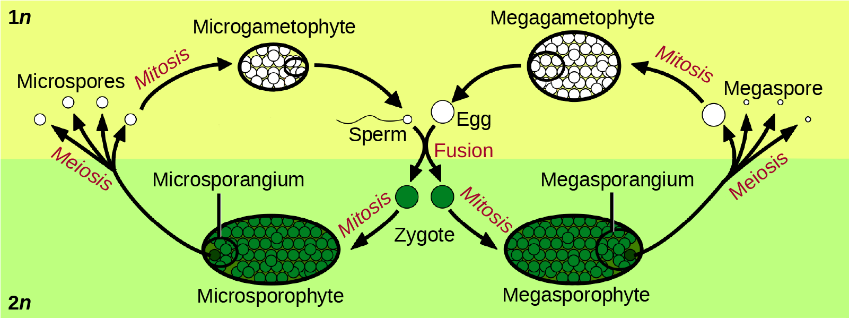 1n
Microgametophyte
Megagametophyte
Mitosis
Mitosis
Microspores
Megaspore
Sperm
Egg
Fusion
Meiosis
Meiosis
Microsporangium
Megasporangium
Mitosis
Mitosis
Zygote
Microsporophyte
Megasporophyte
2n